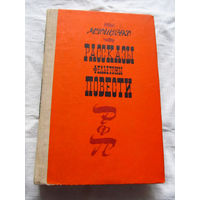 М. ЗОЩЕНКО
РАССКАЗЫ
ФЕЛЬЕТОНЫ
ПОВЕСТИ
Р
Ф
П